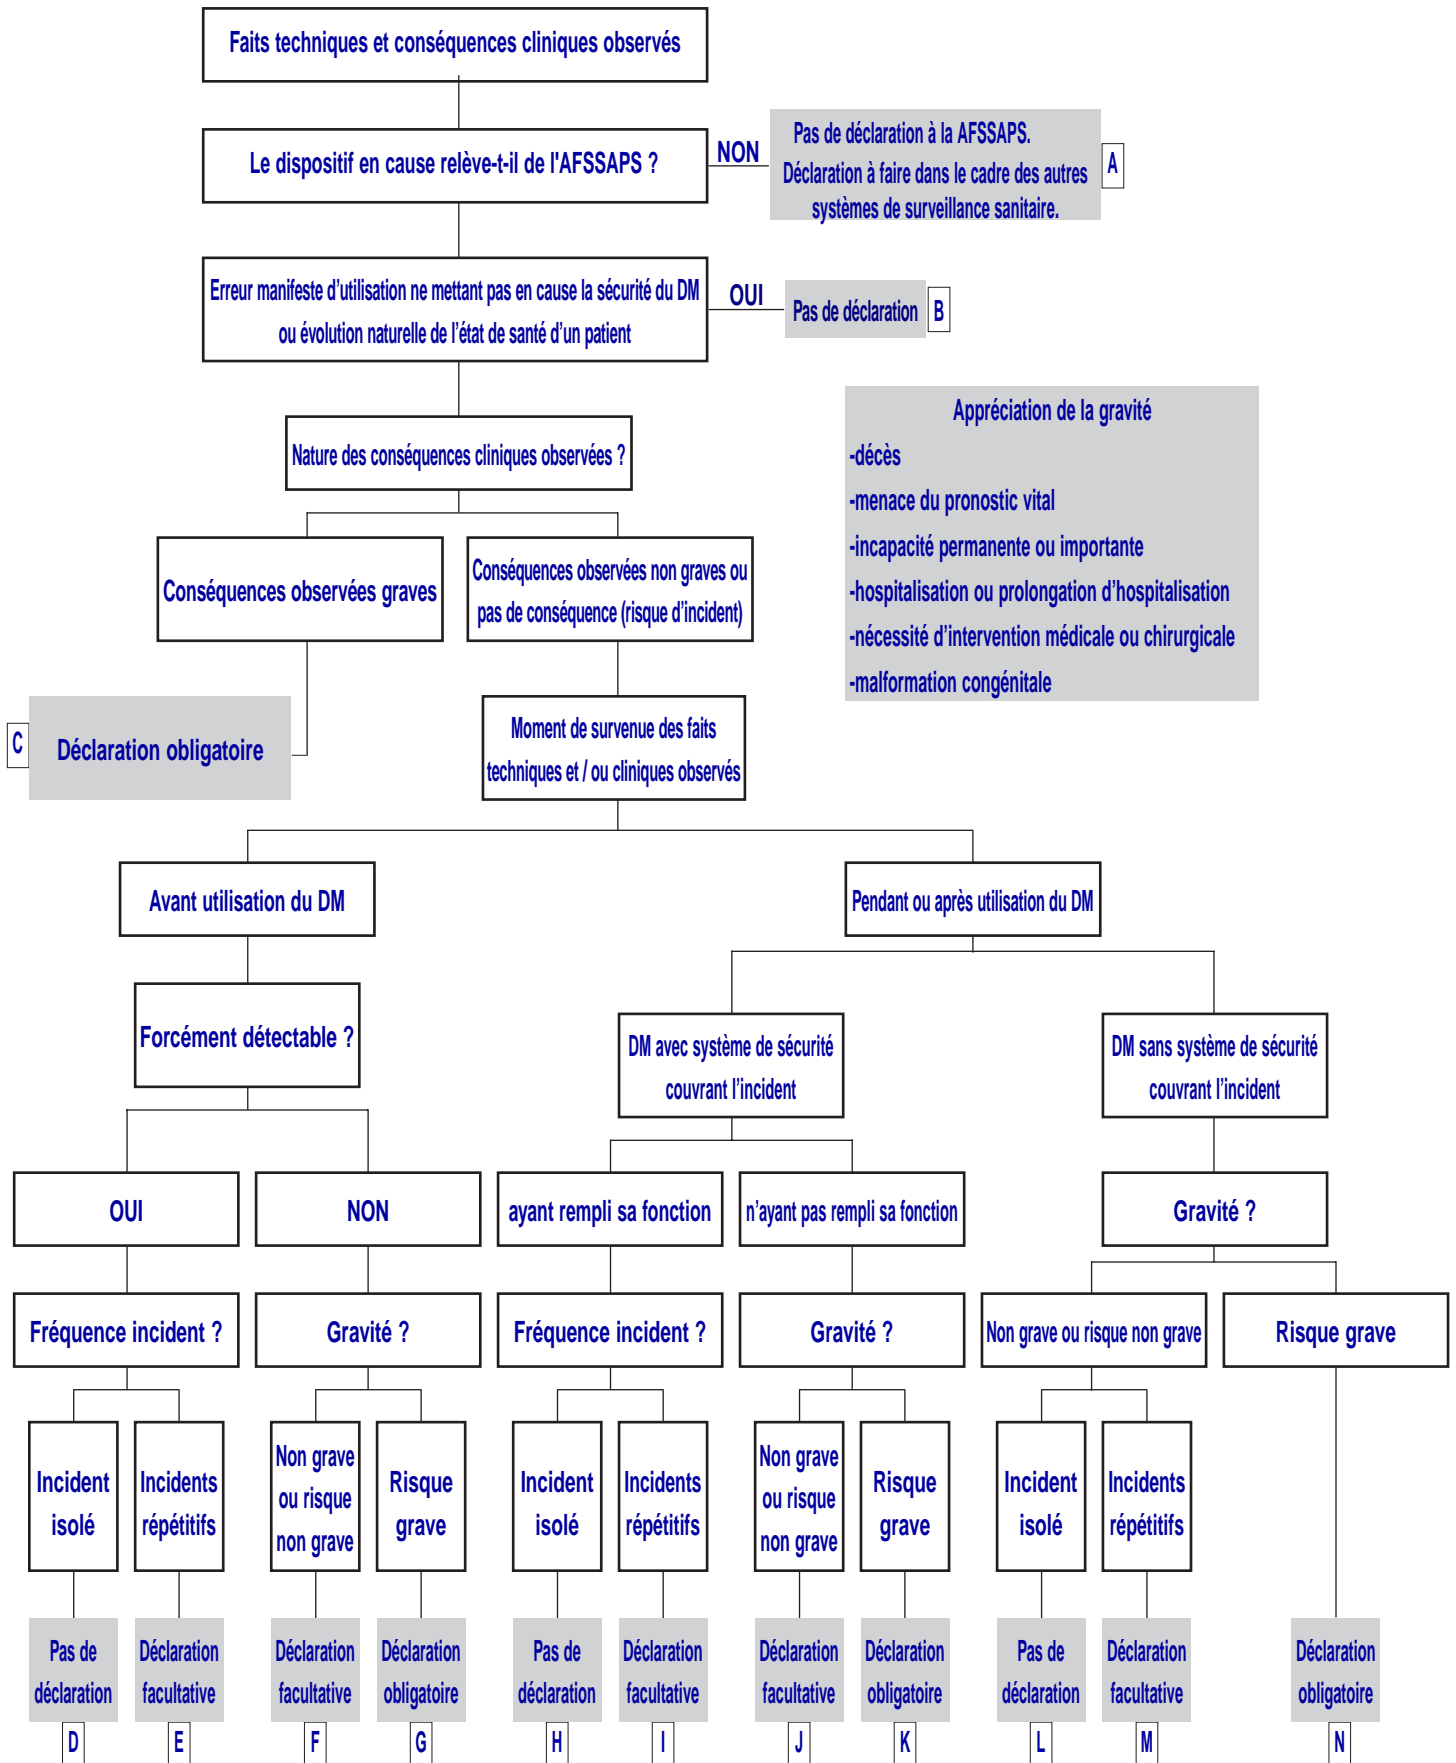 Faits techniques et conséquences cliniques observés
Le dispositif en cause relève-t-il de l'AFSSAPS ?
NON
Pas de déclaration à la AFSSAPS.
Déclaration à faire dans le cadre des autres
systèmes de surveillance sanitaire.
A
Erreur manifeste d’utilisation ne mettant pas en cause la sécurité du DM
ou évolution naturelle de l’état de santé d’un patient
OUI
Pas de déclaration
B
Appréciation de la gravité
-décès
-menace du pronostic vital
-incapacité permanente ou importante
-hospitalisation ou prolongation d’hospitalisation
-nécessité d’intervention médicale ou chirurgicale
-malformation congénitale
Nature des conséquences cliniques observées ?
Conséquences observées graves
Conséquences observées non graves ou
pas de conséquence (risque d’incident)
C
Déclaration obligatoire
Moment de survenue des faits
techniques et / ou cliniques observés
Avant utilisation du DM
Pendant ou après utilisation du DM
Forcément détectable ?
DM avec système de sécurité
couvrant l’incident
DM sans système de sécurité
couvrant l’incident
OUI
NON
ayant rempli sa fonction
n’ayant pas rempli sa fonction
Gravité ?
Fréquence incident ?
Gravité ?
Fréquence incident ?
Gravité ?
Non grave ou risque non grave
Risque grave
Incident
isolé
Incidents
répétitifs
Non grave
ou risque
non grave
Risque
grave
Incident
isolé
Incidents
répétitifs
Non grave
ou risque
non grave
Risque
grave
Incident
isolé
Incidents
répétitifs
Pas de
déclaration
Déclaration
facultative
Déclaration
facultative
Déclaration
obligatoire
Pas de
déclaration
Déclaration
facultative
Déclaration
facultative
Déclaration
obligatoire
Pas de
déclaration
Déclaration
facultative
Déclaration
obligatoire
D
E
F
G
H
I
J
K
L
M
N